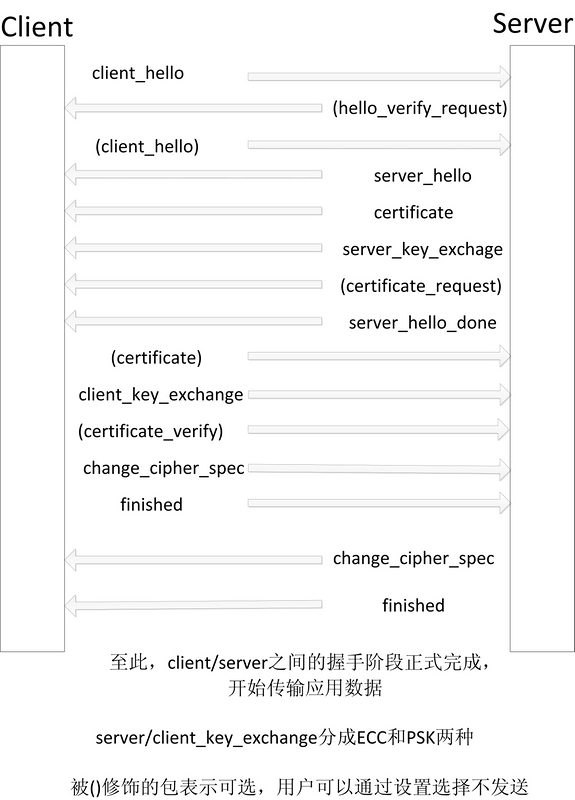 Client
Server
client_hello
(hello_verify_request)
(client_hello)
server_hello
certificate
server_key_exchage
(certificate_request)
server_hello_done
(certificate)
client_key_exchange
(certificate_verify)
change_cipher_spec
finished
change_cipher_spec
finished
至此，client/server之间的握手阶段正式完成，
开始传输应用数据
server/client_key_exchange分成ECC和PSK两种
被()修饰的包表示可选，用户可以通过设置选择不发送